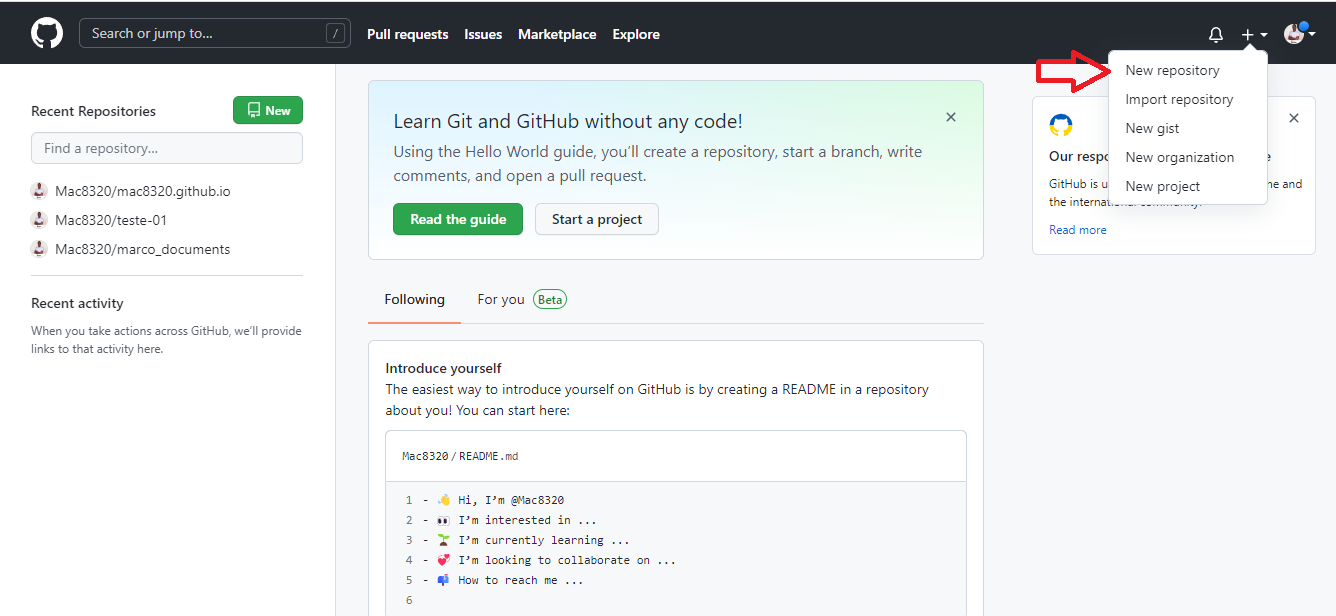 Search or jump to...
/
Pull requests
Issues
Marketplace
Explore
New repository
Import repository
New gist
New organization
New project
Recent Repositories
New
Find a repository...
Mac8320/mac8320.github.io
Mac8320/teste-01
Mac8320/marco_documents
Recent activity
When you take actions across GitHub, we’ll provide
links to that activity here.
Learn Git and GitHub without any code!
Using the Hello World guide, you’ll create a repository, start a branch, write
comments, and open a pull request.
Read the guide
Start a project
Following
For you
Beta
Introduce yourself
The easiest way to introduce yourself on GitHub is by creating a README in a repository
about you! You can start here:
Mac8320/README.md
1 - 👋 Hi, I’m @Mac8320
2 - 👀 I’m interested in ...
3 - 🌱 I’m currently learning ...
4 - 💞️ I’m looking to collaborate on ...
5 - 📫 How to reach me ...
6
Our
GitHub is and
the community.
Read more